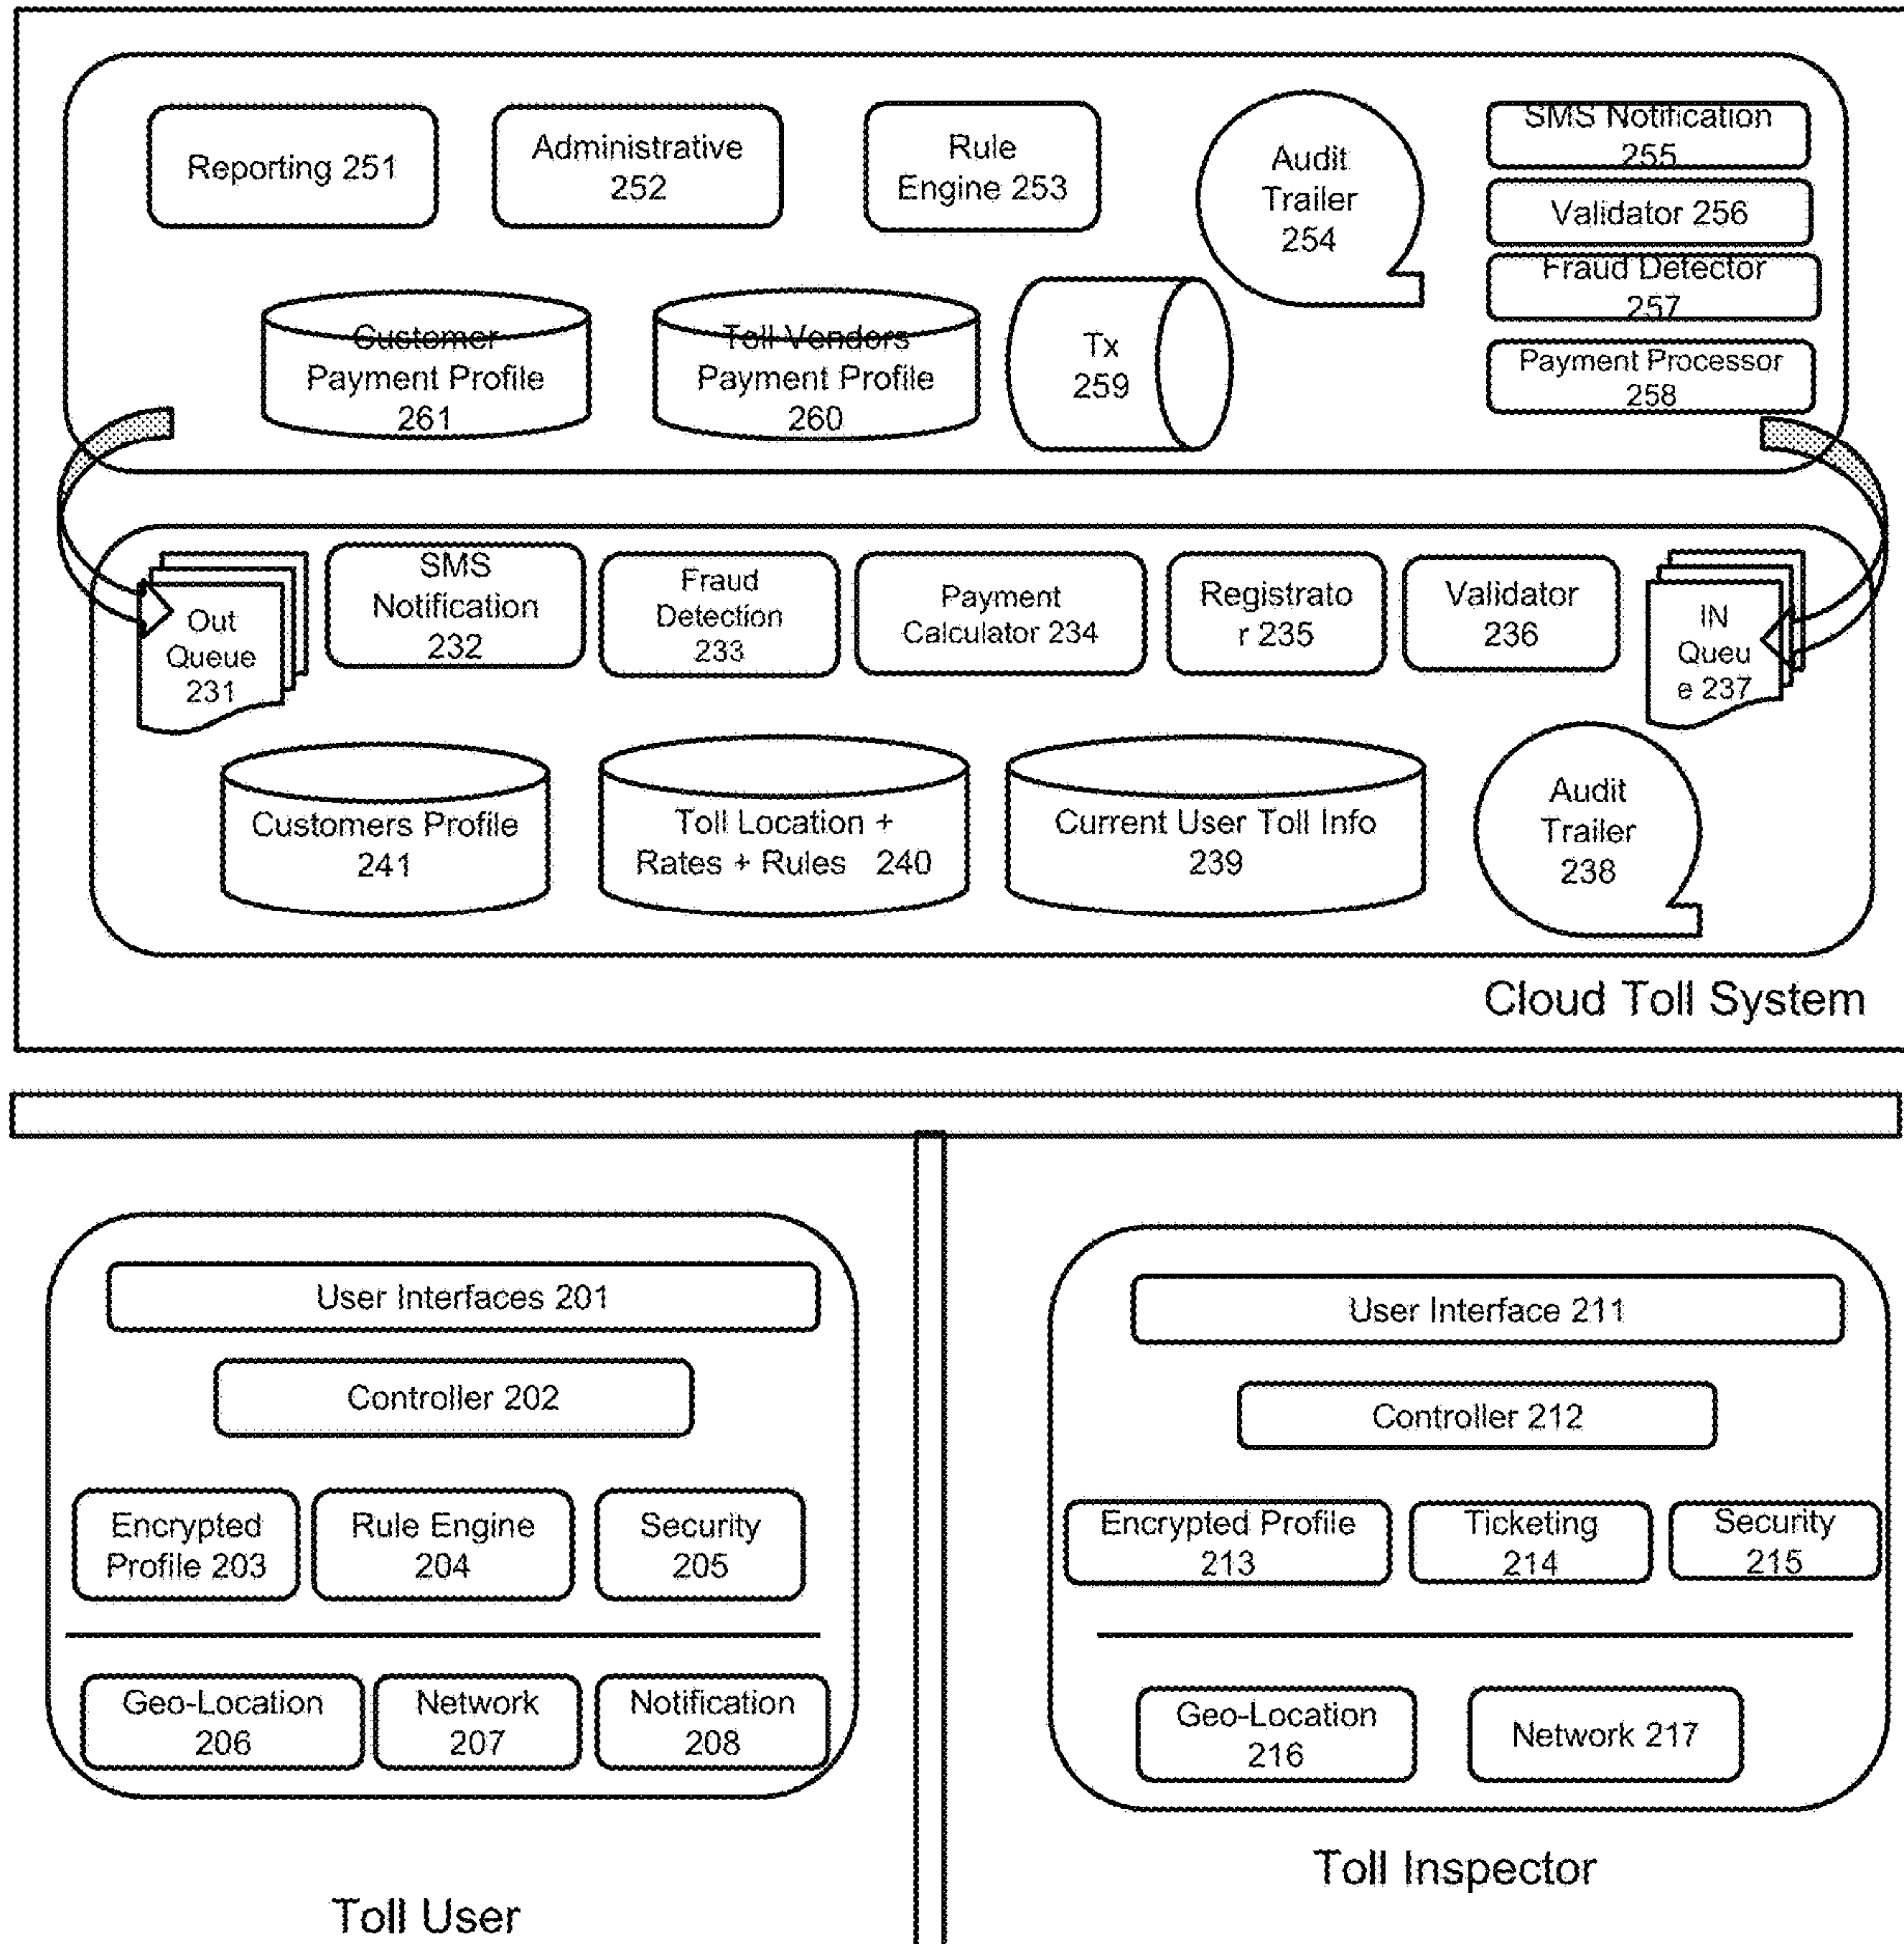 Reporting 251
Administrative
252
Rule
Engine 253
Audit
Trailer
254
SMS Notification
255
Validator 256
Fraud Detector
257
Payment Processor
258
Customer
Payment Profile
261
Toll Vendors
Payment Profile
260
Tx
259
Out
Queue
231
SMS
Notification
232
Fraud
Detection
233
Payment
Calculator 234
Registrato
r 235
Validator
236
IN
Queu
e 237
Customers Profile
241
Toll Location +
Rates + Rules 240
Current User Toll Info
239
Audit
Trailer
238
Cloud Toll System
User Interfaces 201
Controller 202
Encrypted
Profile 203
Rule Engine
204
Security
205
Geo-Location
206
Network
207
Notification
208
Toll User
User Interface 211
Controller 212
Encrypted Profile
213
Ticketing
214
Security
215
Geo-Location
216
Network 217
Toll Inspector